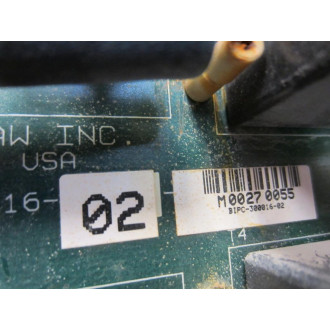 AW INC.
USA
16-02
M00270055
BIPC-300016-02
4